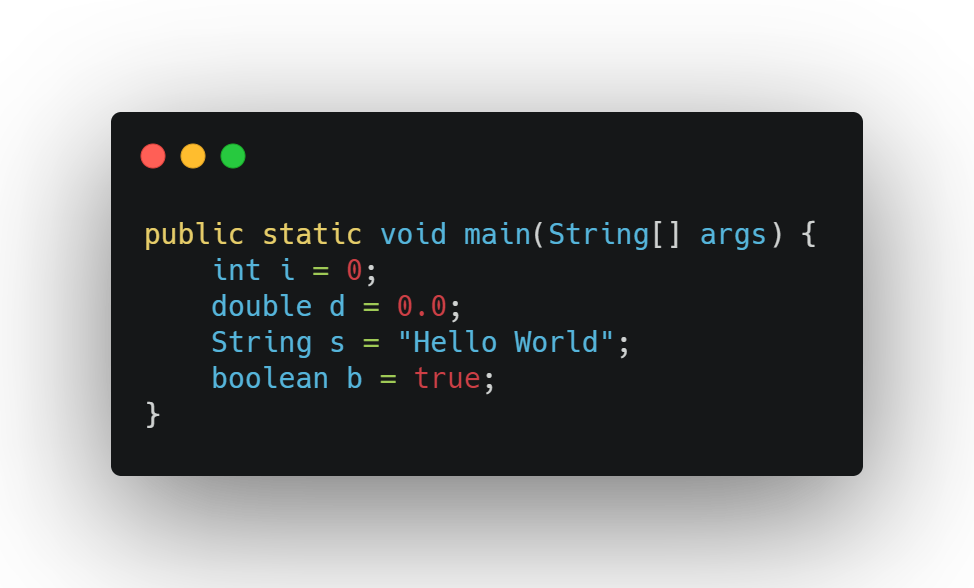 public static void main(String[] args) {
    int i = 0;
    double d = 0.0;
    String s = "Hello World";
    boolean b = true;
}